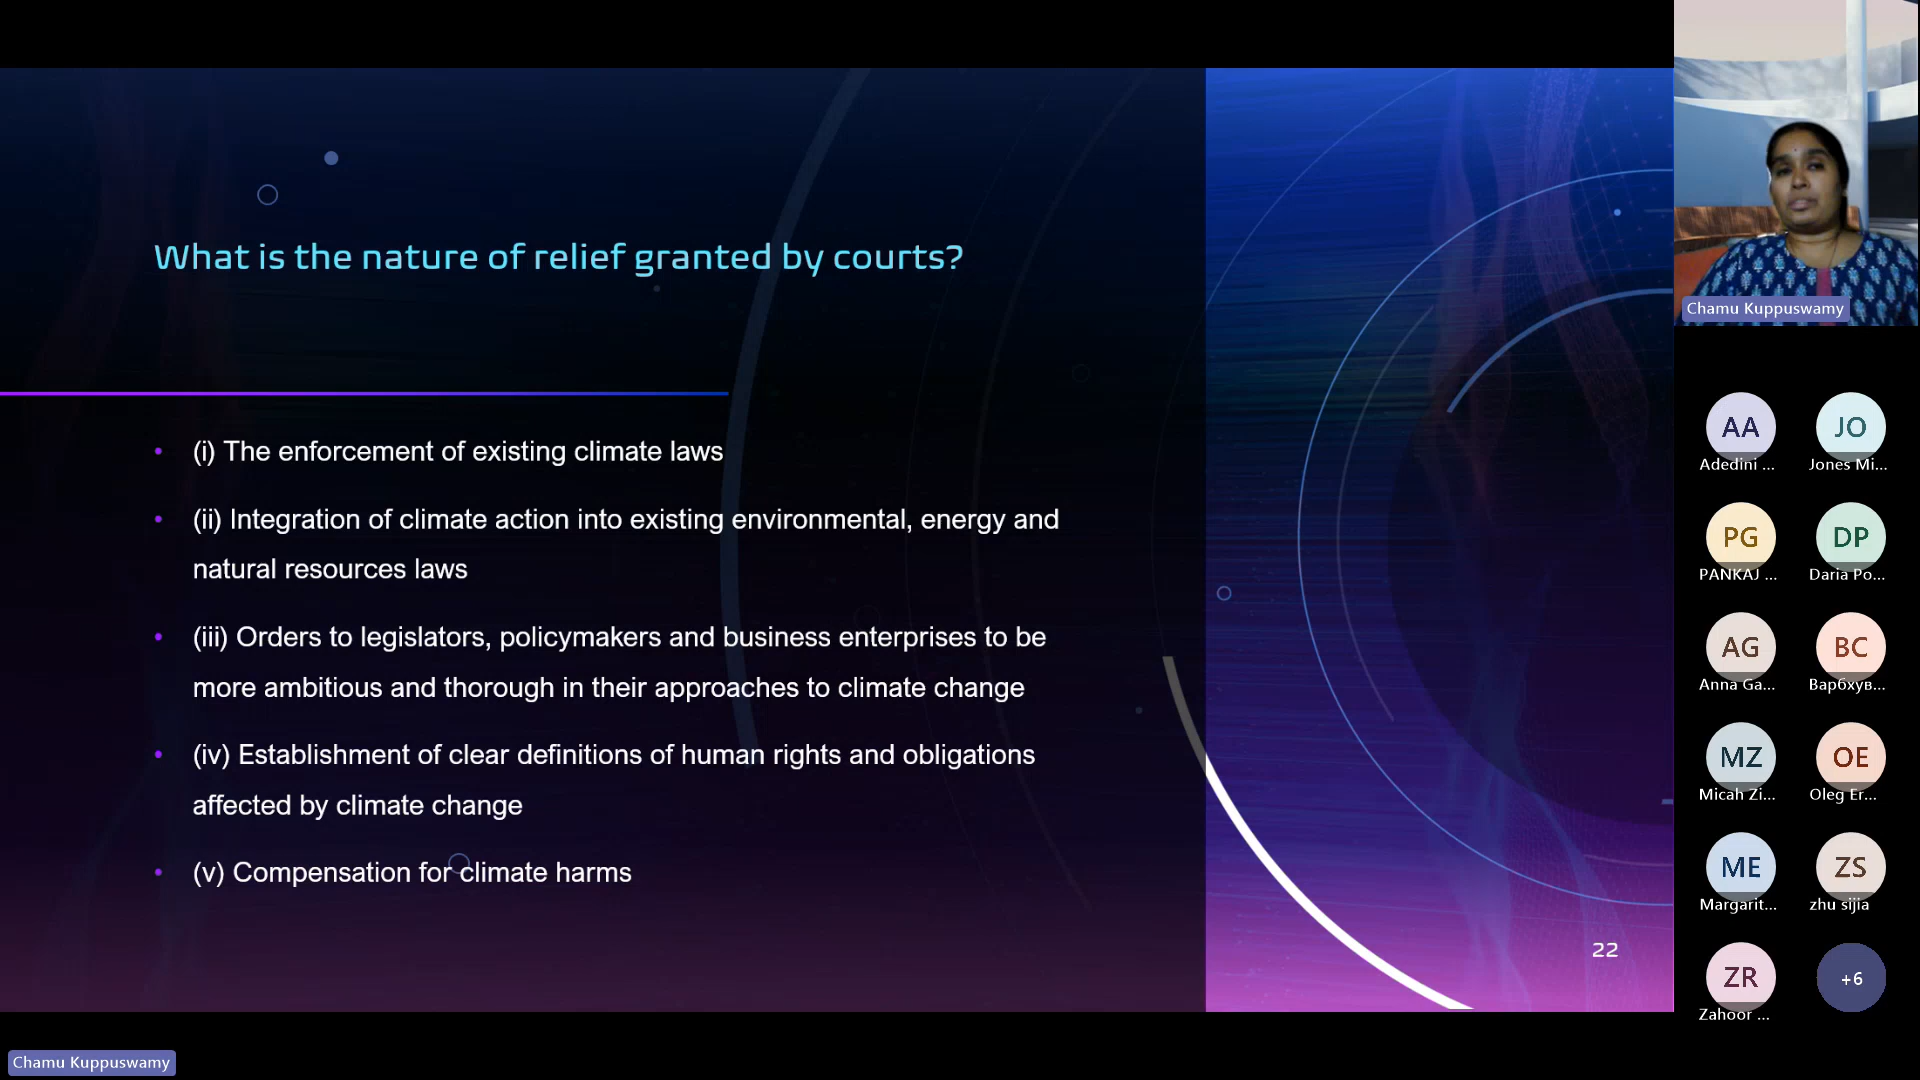 What is the nature of relief granted by courts?
• (i) The enforcement of existing climate laws
• (ii) Integration of climate action into existing environmental, energy and
natural resources laws
• (iii) Orders to legislators, policymakers and business enterprises to be
more ambitious and thorough in their approaches to climate change
• (iv) Establishment of clear definitions of human rights and obligations
affected by climate change
• (v) Compensation for climate harms
22
Chamu Kuppuswamy
Chamu Kuppuswamy
AA
Adedini ...
JO
Jones Mi...
PG
PANKAJ ...
DP
Daria Po...
AG
Anna Ga...
BC
Варбхув...
MZ
Micah Zi...
OE
Oleg Er...
ME
Margarit...
ZS
zhu sijia
ZR
Zahoor ...
+6